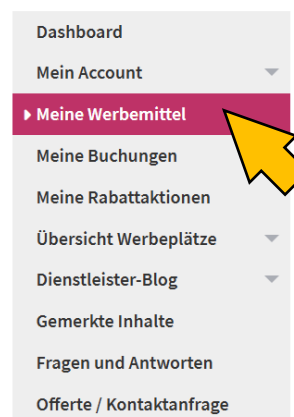 Dashboard
Mein Account
Meine Werbemittel
Meine Buchungen
Meine Rabattaktionen
Übersicht Werbeplätze
Dienstleister-Blog
Gemerkte Inhalte
Fragen und Antworten
Offerte / Kontaktanfrage